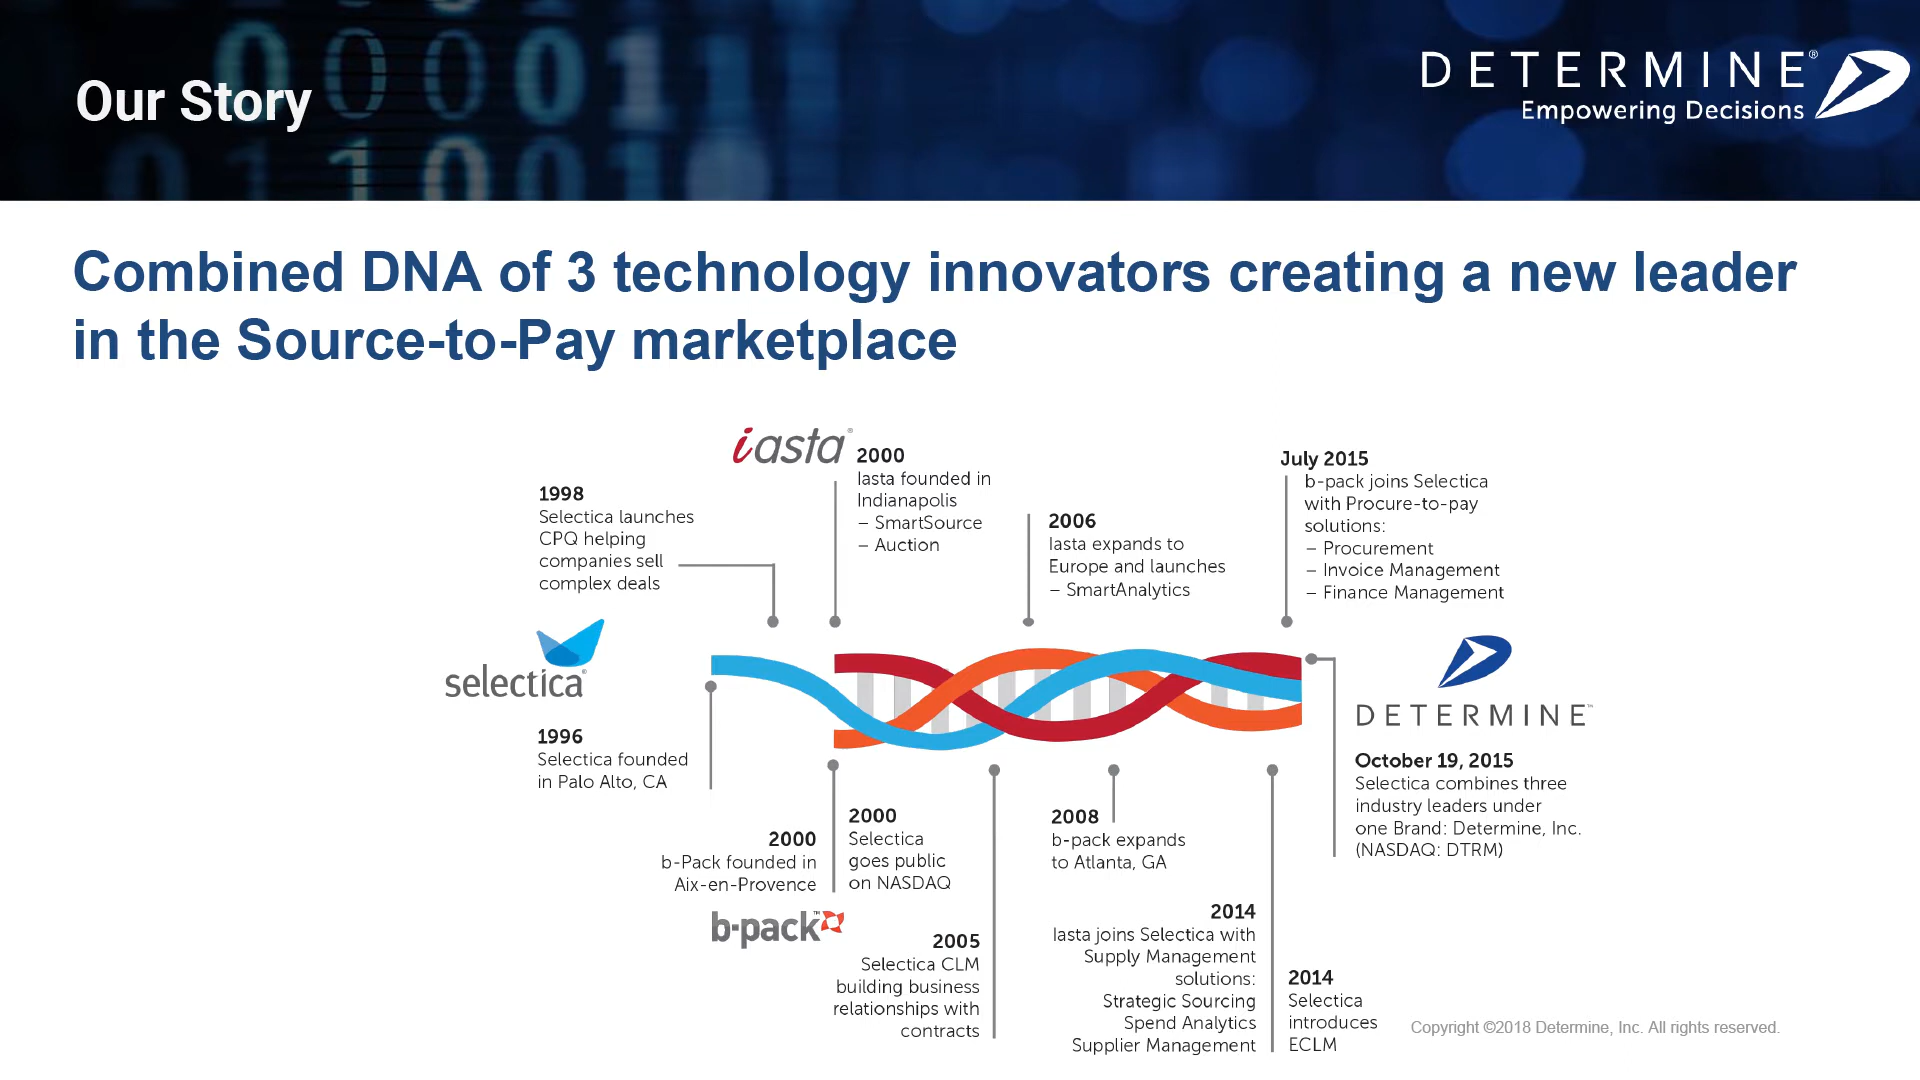 Our Story
DETERMINE®
Empowering Decisions
Combined DNA of 3 technology innovators creating a new leader
in the Source-to-Pay marketplace
selectica®
1996
Selectica founded
in Palo Alto, CA
1998
Selectica launches
CPQ helping
companies sell
complex deals
iasta®
2000
Iasta founded in
Indianapolis
– SmartSource
– Auction
2000
b-Pack founded in
Aix-en-Provence
b-pack™
2000
Selectica
goes public
on NASDAQ
2005
Selectica CLM
building business
relationships with
contracts
2006
Iasta expands to
Europe and launches
– SmartAnalytics
2008
b-pack expands
to Atlanta, GA
2014
Iasta joins Selectica with
Supply Management
solutions:
Strategic Sourcing
Spend Analytics
Supplier Management
2014
Selectica
introduces
ECLM
July 2015
b-pack joins Selectica
with Procure-to-pay
solutions:
– Procurement
– Invoice Management
– Finance Management
DETERMINE™
October 19, 2015
Selectica combines three
industry leaders under
one Brand: Determine, Inc.
(NASDAQ: DTRM)
Copyright ©2018 Determine, Inc. All rights reserved.